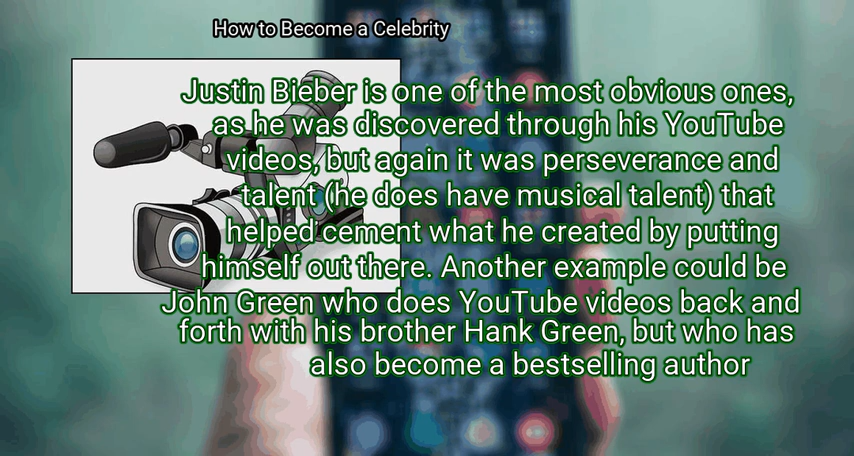 How to Become a Celebrity
Justin Bieber is one of the most obvious ones,
as he was discovered through his YouTube
videos, but again it was perseverance and
talent (he does have musical talent) that
helped cement what he created by putting
himself out there. Another example could be
John Green who does YouTube videos back and
forth with his brother Hank Green, but who has
also become a bestselling author